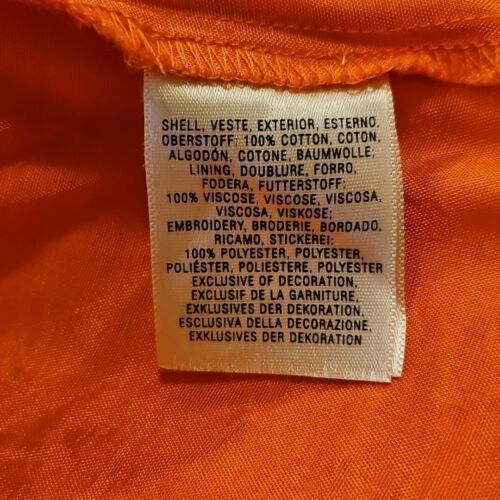 SHELL, VESTE, EXTERIOR, ESTERNO,
OBERSTOFF: 100% COTTON, COTON,
ALGODÓN, COTONE, BAUMWOLLE;
LINING, DOUBLURE, FORRO,
FODERA, FUTTERSTOFF:
100% VISCOSE, VISCOSE, VISCOSA,
VISCOSA, VISKOSE;
EMBROIDERY, BRODERIE, BORDADO,
RICAMO, STICKEREI:
100% POLYESTER, POLYESTER,
POLIÉSTER, POLIESTERE, POLYESTER
EXCLUSIVE OF DECORATION,
EXCLUSIF DE LA GARNITURE,
EXKLUSIVES DER DEKORATION,
ESCLUSIVA DELLA DECORAZIONE,
EXKLUSIVES DER DEKORATION